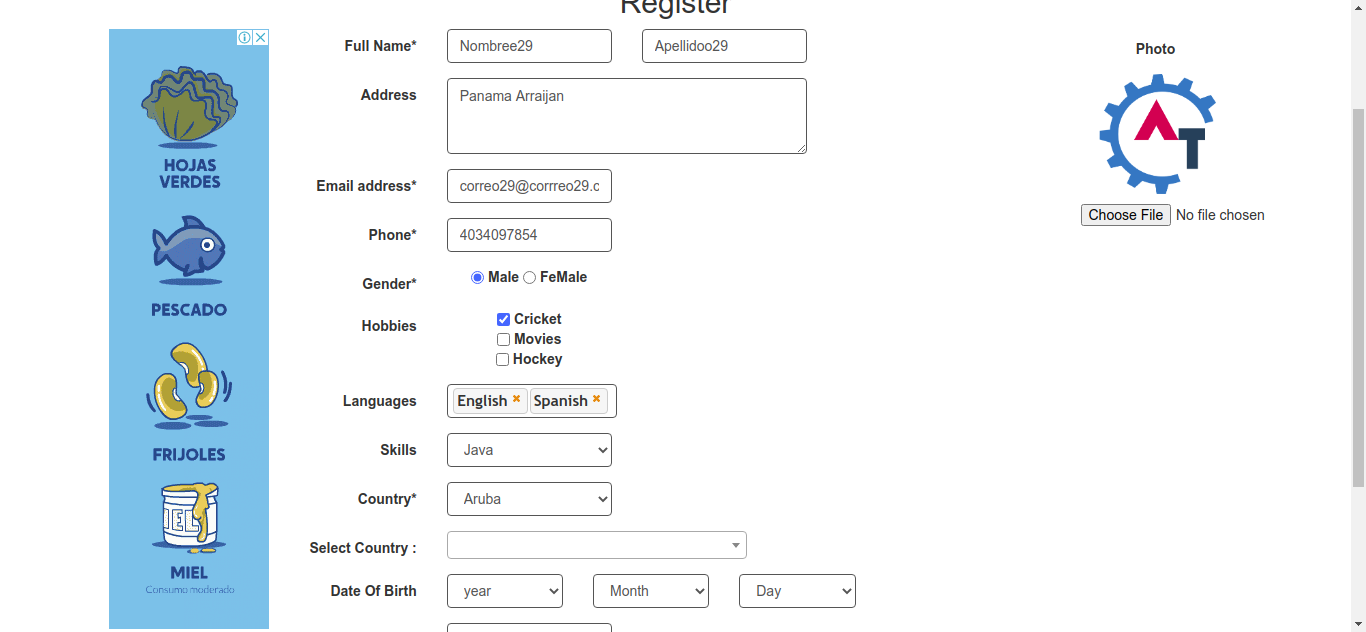 Register
Full Name*
Nombree29
Apellidoo29
Address
Panama Arraijan
Email address*
correo29@corrreo29.c
Phone*
4034097854
Gender*
Male
FeMale
Hobbies
Cricket
Movies
Hockey
Languages
English
Spanish
Skills
Java
Country*
Aruba
Select Country :
Date Of Birth
year
Month
Day
Photo
AT
Choose File
No file chosen
HOJAS
VERDES
PESCADO
FRIJOLES
MIEL
Consumo moderado